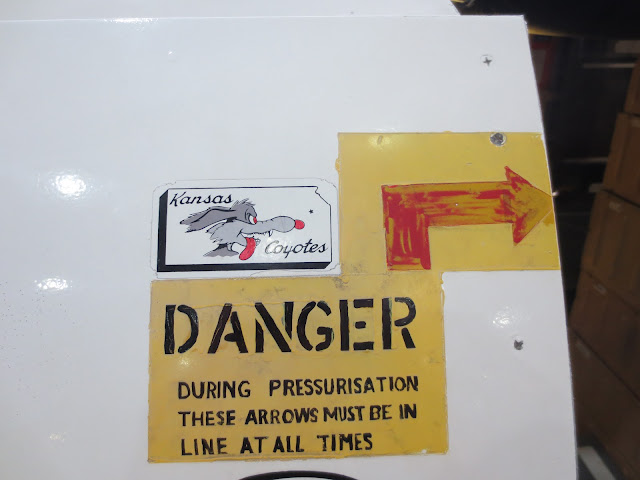 Kansas
Coyotes
DANGER
DURING PRESSURISATION
THESE ARROWS MUST BE IN
LINE AT ALL TIMES